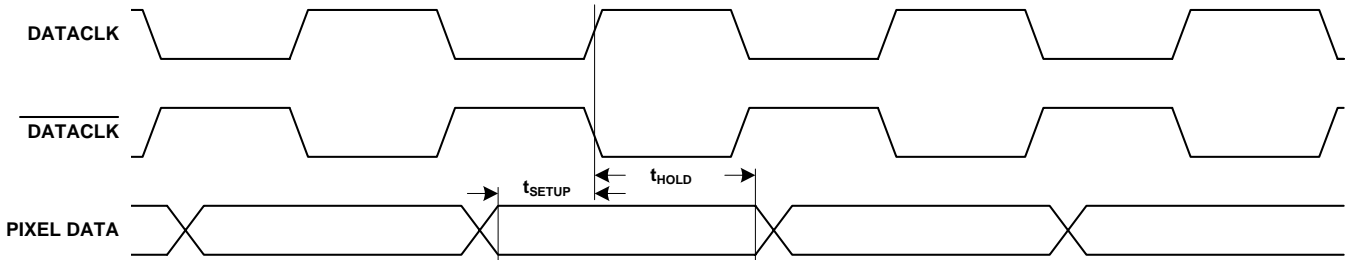 DATACLK
DATACLK
tSETUP
tHOLD
PIXEL DATA